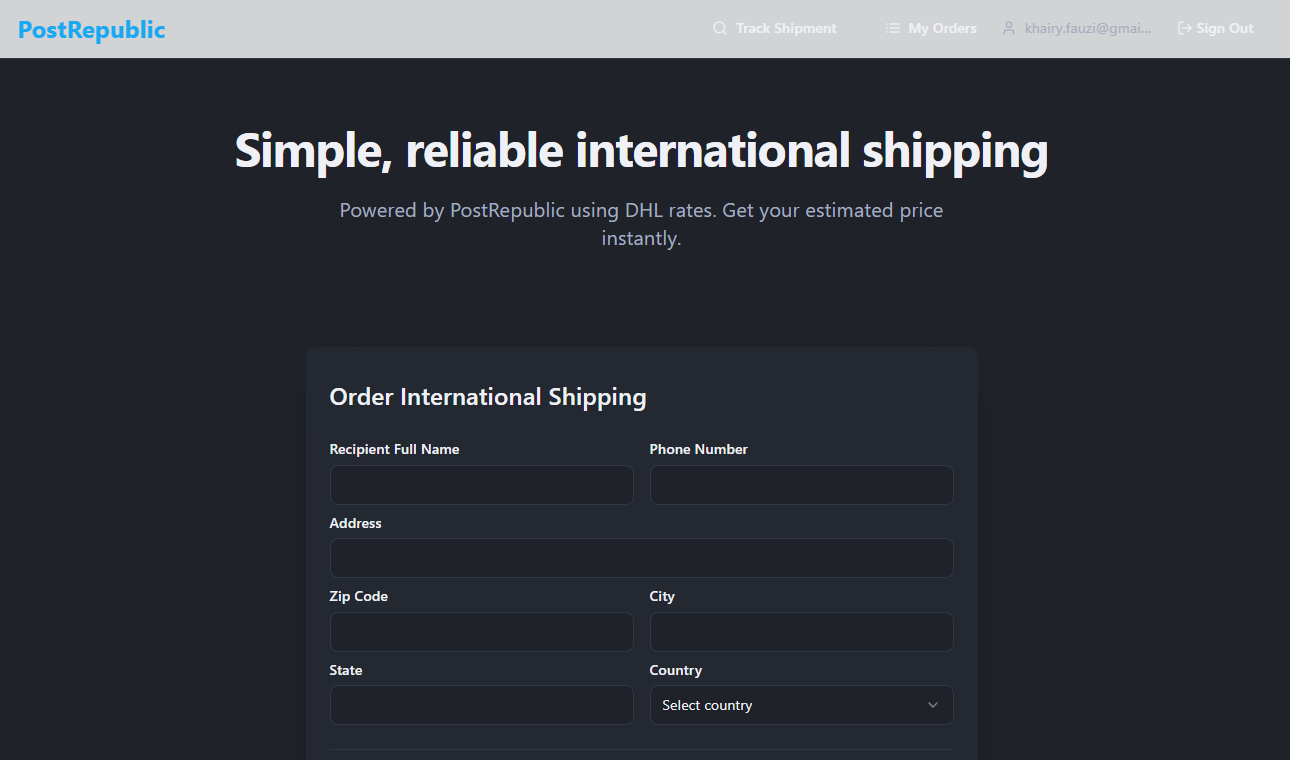 PostRepublic
Track Shipment
My Orders
khairy.fauzi@gmai...
Sign Out
Simple, reliable international shipping
Powered by PostRepublic using DHL rates. Get your estimated price
instantly.
Order International Shipping
Recipient Full Name
Phone Number
Address
Zip Code
City
State
Country
Select country